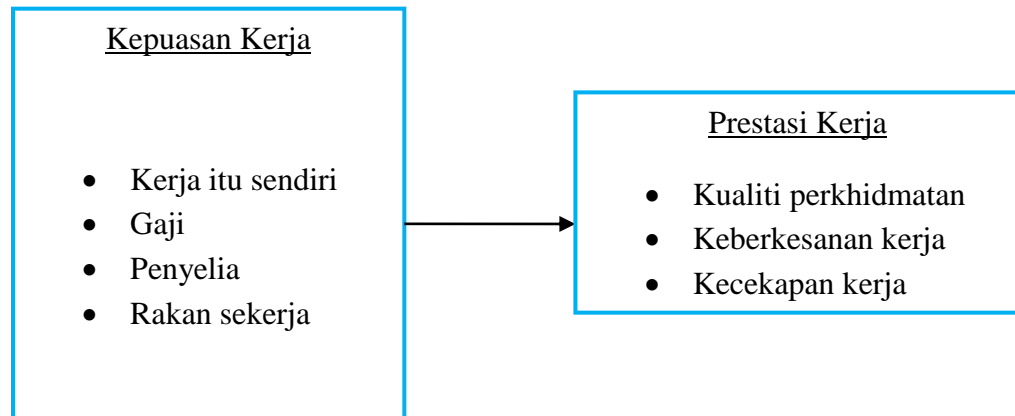 Kepuasan Kerja
• Kerja itu sendiri
• Gaji
• Penyelia
• Rakan sekerja
Prestasi Kerja
• Kualiti perkhidmatan
• Keberkesanan kerja
• Kecekapan kerja